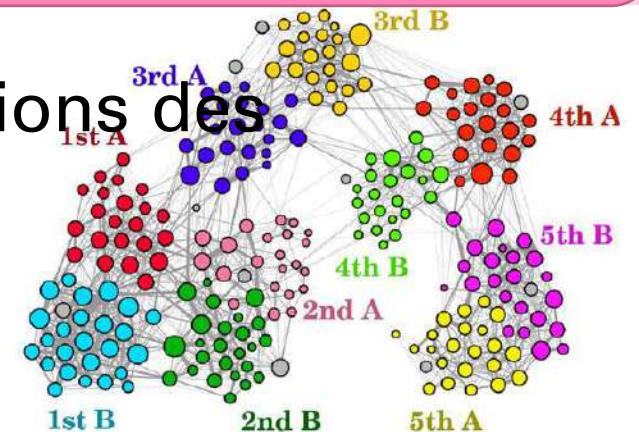 3rd B
3rd A
ions des
4th A
1st A
5th B
4th B
2nd A
1st B
2nd B
5th A